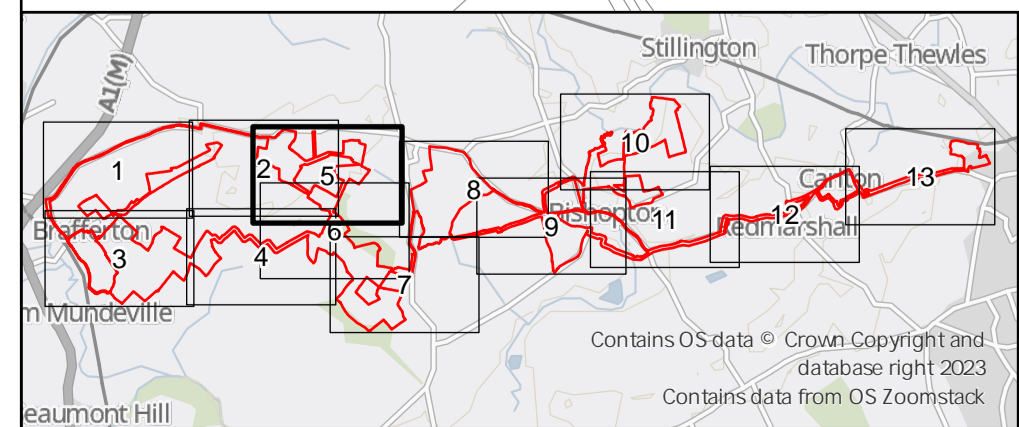 Stillington
Thorpe Thewles
A1(M)
10
1
2
5
Carlton
13
8
Bishopton
11
12
Redmarshall
9
Brafferton
6
3
4
7
m Mundeville
Contains OS data © Crown Copyright and
database right 2023
Contains data from OS Zoomstack
eaumont Hill